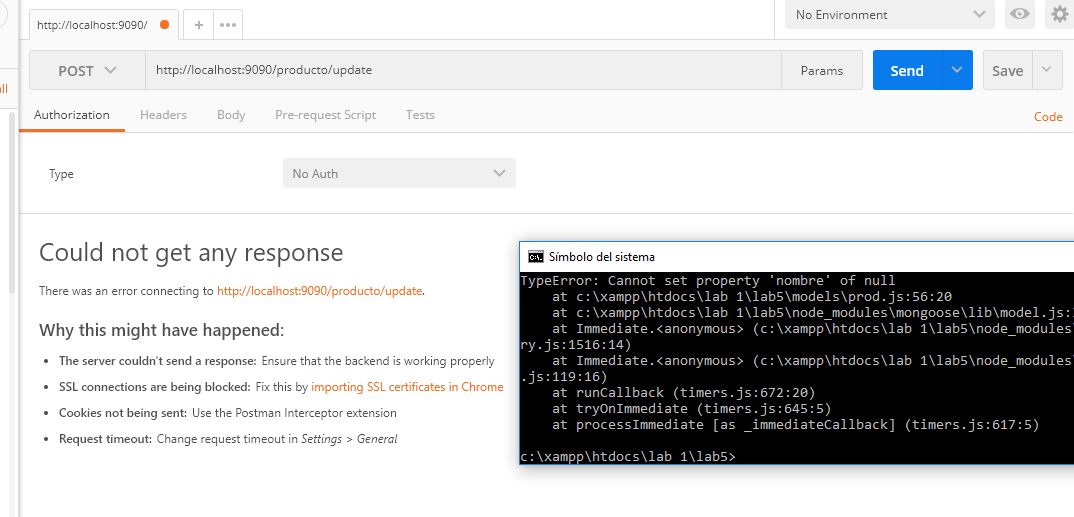 http://localhost:9090/
No Environment
POST
http://localhost:9090/producto/update
Params
Send
Save
Authorization
Headers
Body
Pre-request Script
Tests
Code
Type
No Auth
Could not get any response
There was an error connecting to http://localhost:9090/producto/update.
Why this might have happened:
The server couldn't send a response: Ensure that the backend is working properly
SSL connections are being blocked: Fix this by importing SSL certificates in Chrome
Cookies not being sent: Use the Postman Interceptor extension
Request timeout: Change request timeout in Settings > General
C:\.
Símbolo del sistema
TypeError: Cannot set property 'nombre' of null
at c:\xampp\htdocs\lab 1\lab5\models\prod.js:56:20
at c:\xampp\htdocs\lab 1\lab5\node_modules\mongoose\lib\model.js:
at Immediate.<anonymous> (c:\xampp\htdocs\lab 1\lab5\node_modules
ry.js:1516:14)
at Immediate.<anonymous> (c:\xampp\htdocs\lab 1\lab5\node_modules
.js:119:16)
at runCallback (timers.js:672:20)
at tryOnImmediate (timers.js:645:5)
at processImmediate [as _immediateCallback] (timers.js:617:5)
c:\xampp\htdocs\lab 1\lab5>